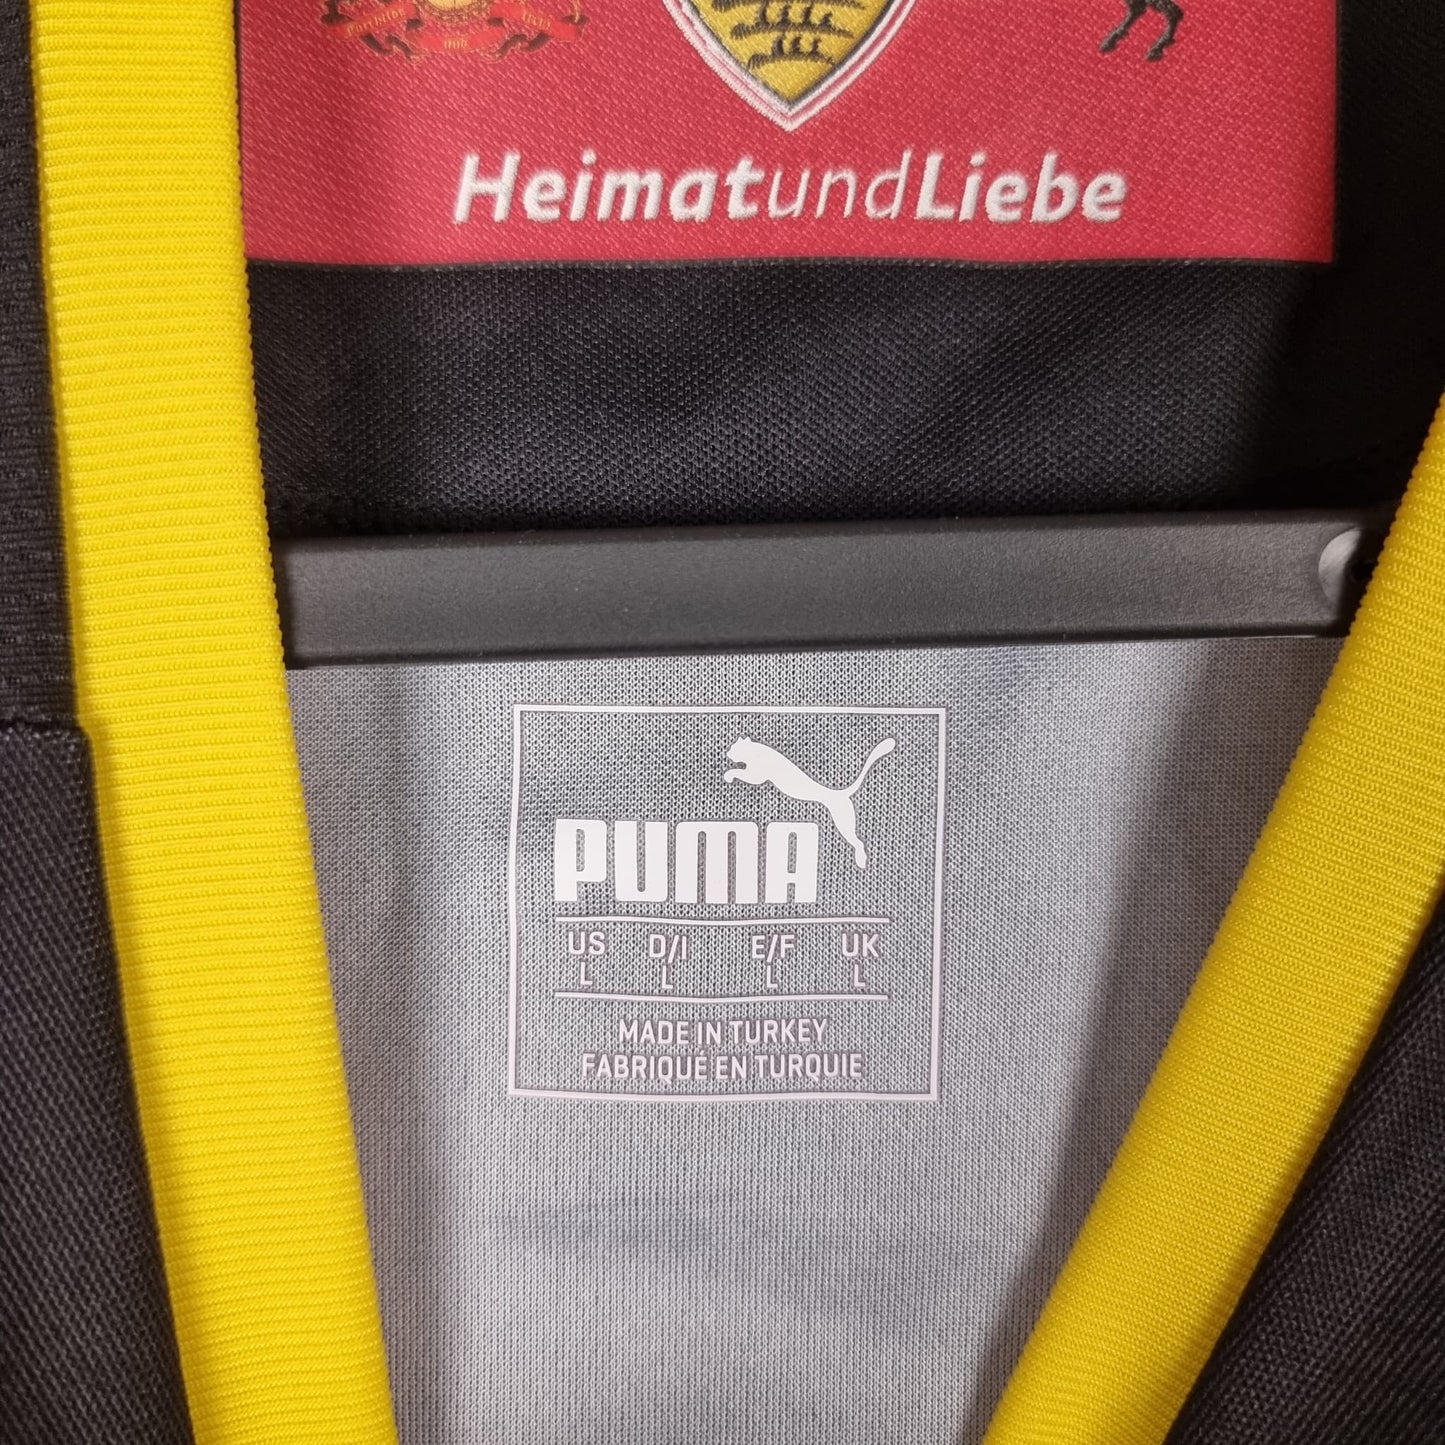 HeimatundLiebe
PUMA
US D/I E/F UK
L L L L
MADE IN TURKEY
FABRIQUÉ EN TURQUIE